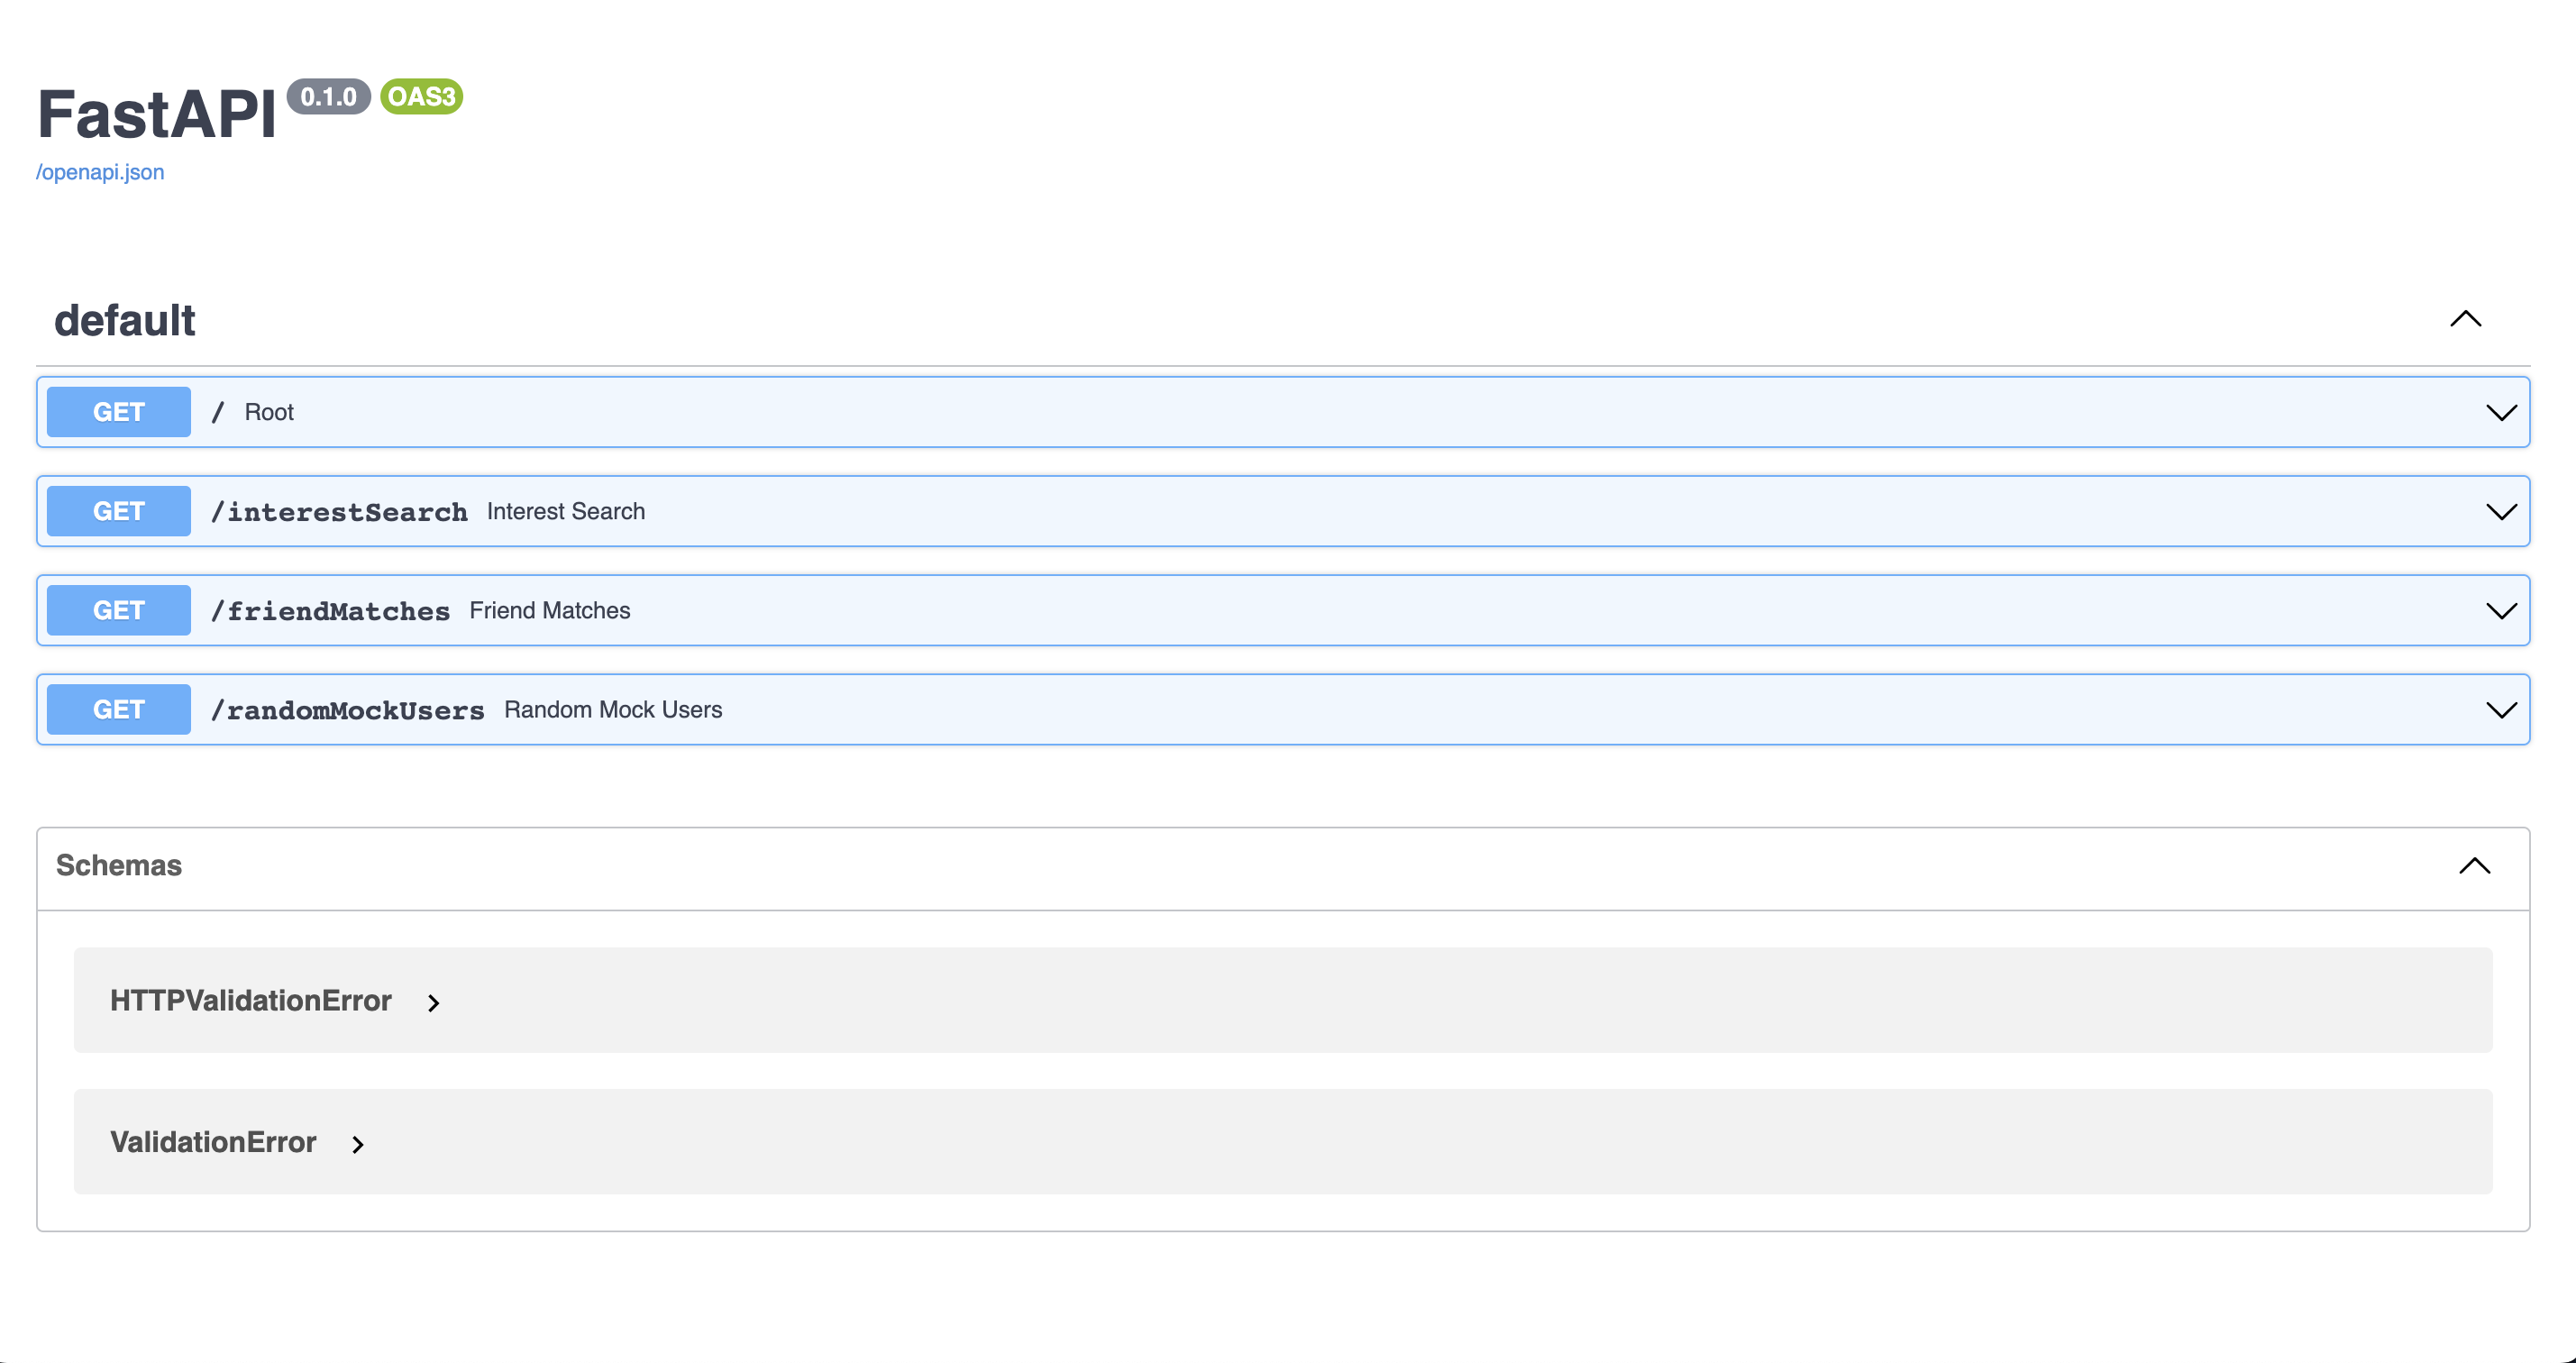 FastAPI 0.1.0 OAS3
/openapi.json
default
GET / Root
GET /interestSearch Interest Search
GET /friendMatches Friend Matches
GET /randomMockUsers Random Mock Users
Schemas
HTTPValidationError
ValidationError